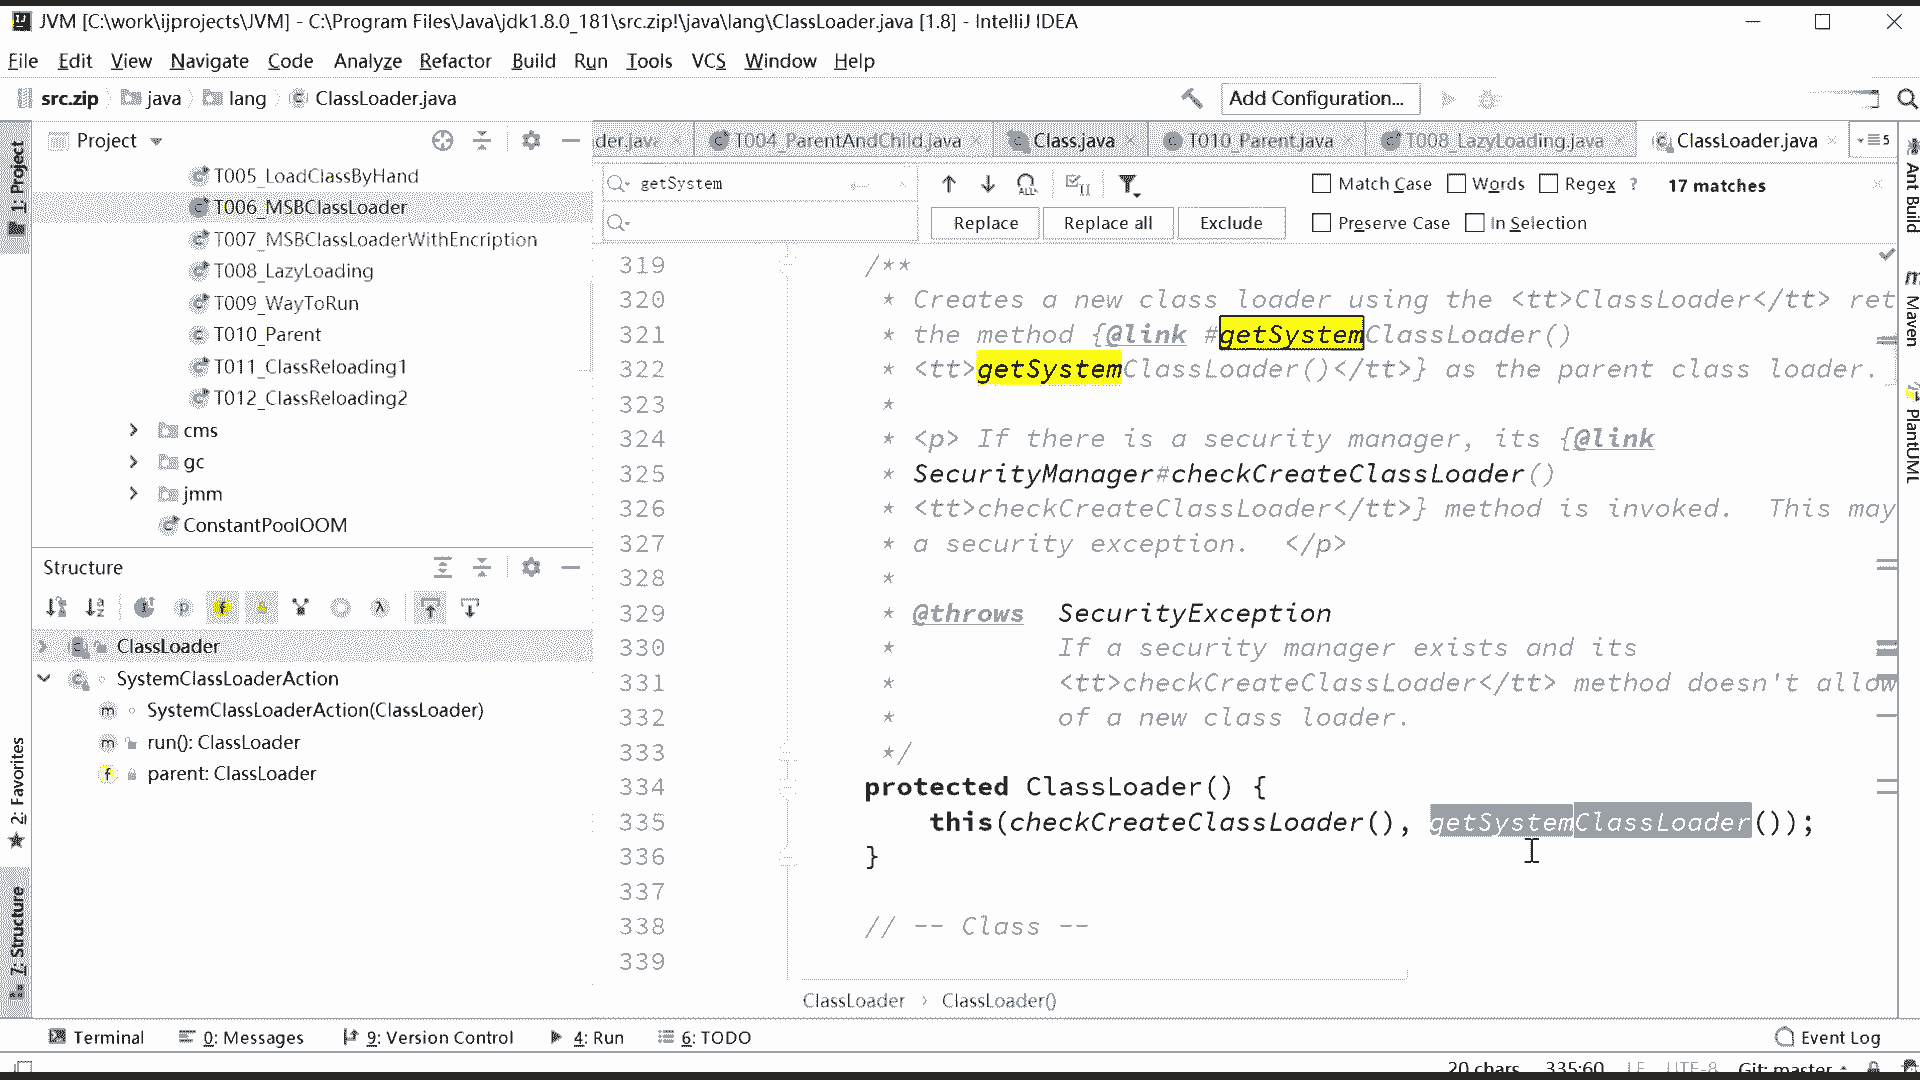 JVM [C:\work\ijprojects\JVM] - C:\Program Files\Java\jdk1.8.0_181\src.zip!\java\lang\ClassLoader.java [1.8] - IntelliJ IDEA
File Edit View Navigate Code Analyze Refactor Build Run Tools VCS Window Help
src.zip java lang ClassLoader.java Add Configuration...
Project
der.java T004_ParentAndChild.java Class.java T010_Parent.java T008_LazyLoading.java ClassLoader.java 5
getSystem Match Case Words Regex ? 17 matches
Replace Replace all Exclude Preserve Case In Selection
1: Project
T005_LoadClassByHand
T006_MSBClassLoader
T007_MSBClassLoaderWithEncription
T008_LazyLoading
T009_WayToRun
T010_Parent
T011_ClassReloading1
T012_ClassReloading2
cms
gc
jmm
ConstantPoolOOM
Structure
ClassLoader
SystemClassLoaderAction
SystemClassLoaderAction(ClassLoader)
run(): ClassLoader
parent: ClassLoader
2: Favorites
7: Structure
319 /**
320 * Creates a new class loader using the <tt>ClassLoader</tt> ret
321 * the method {@link #getSystemClassLoader()
322 * <tt>getSystemClassLoader()</tt>} as the parent class loader.
323 *
324 * <p> If there is a security manager, its {@link
325 * SecurityManager#checkCreateClassLoader()
326 * <tt>checkCreateClassLoader</tt>} method is invoked.  This may
327 * a security exception.  </p>
328 *
329 * @throws  SecurityException
330 * If a security manager exists and its
331 * <tt>checkCreateClassLoader</tt> method doesn't allow
332 * of a new class loader.
333 */
334 protected ClassLoader() {
335 this(checkCreateClassLoader(), getSystemClassLoader());
336 }
337
338 // -- Class --
339
ClassLoader › ClassLoader()
Ant Build
Maven
PlantUML
Terminal 0: Messages 9: Version Control 4: Run 6: TODO Event Log
20 chars 335:60 LF UTF-8 Git: master